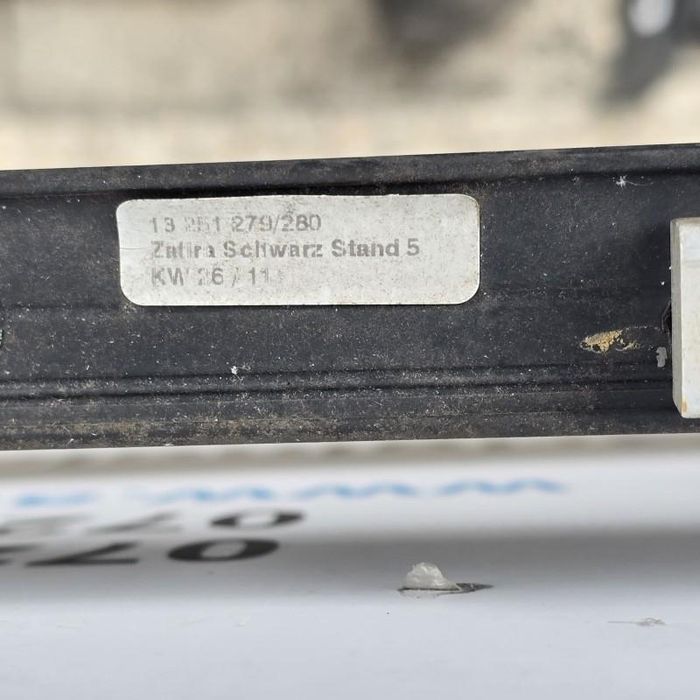 13 251 279/280
Zafira Schwarz Stand 5
KW 26 / 11